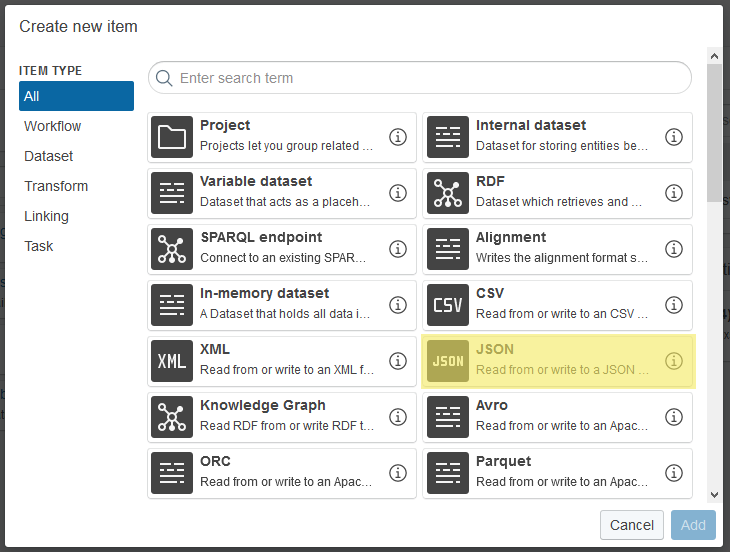 Create new item
ITEM TYPE
All
Workflow
Dataset
Transform
Linking
Task
Enter search term
Project
Projects let you group related ...
Internal dataset
Dataset for storing entities be...
Variable dataset
Dataset that acts as a placeh...
RDF
Dataset which retrieves and ...
SPARQL endpoint
Connect to an existing SPAR...
Alignment
Writes the alignment format s...
In-memory dataset
A Dataset that holds all data i...
CSV
CSV
Read from or write to an CSV ...
XML
XML
Read from or write to an XML f...
JSON
JSON
Read from or write to a JSON ...
Knowledge Graph
Read RDF from or write RDF t...
Avro
Read from or write to an Apac...
ORC
Read from or write to an Apac...
Parquet
Read from or write to an Apac...
Cancel
Add